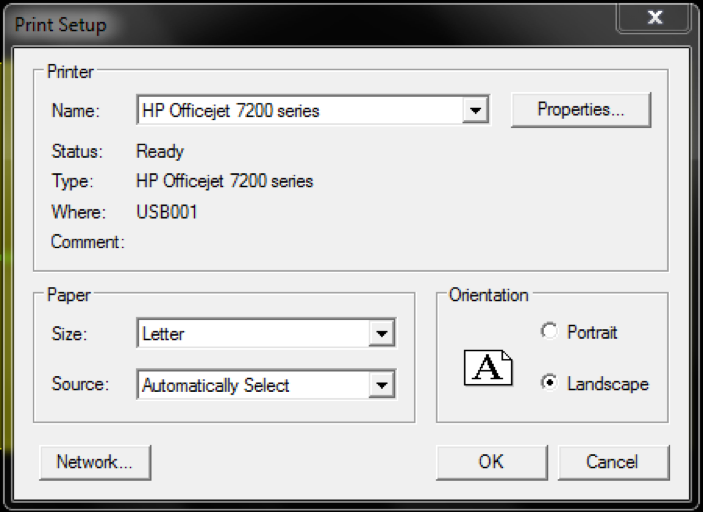 Print Setup
x
Printer
Name: HP Officejet 7200 series Properties...
Status: Ready
Type: HP Officejet 7200 series
Where: USB001
Comment:
Paper
Size: Letter
Source: Automatically Select
Orientation
A
Portrait
Landscape
Network... OK Cancel